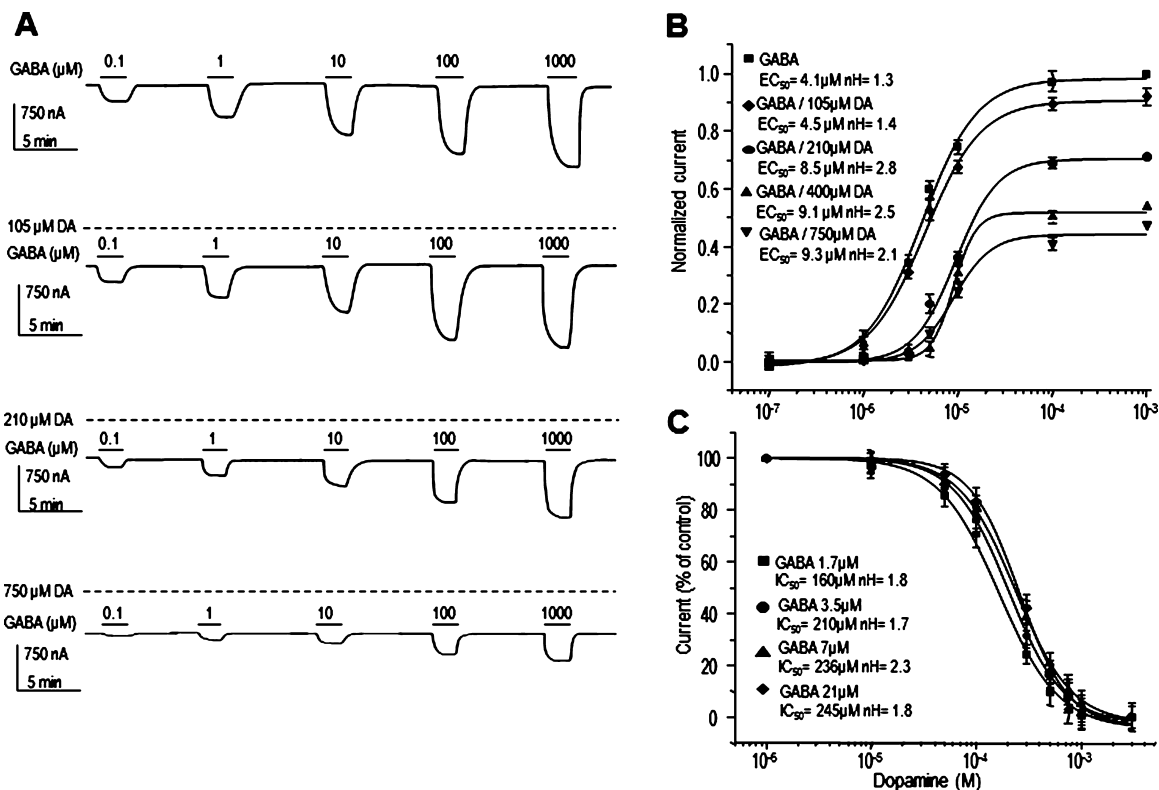 A
GABA (µM)
0.1 1 10 100 1000
750 nA
5 min
105 µM DA
GABA (µM)
0.1 1 10 100 1000
750 nA
5 min
210 µM DA
GABA (µM)
0.1 1 10 100 1000
750 nA
5 min
750 µM DA
GABA (µM)
0.1 1 10 100 1000
750 nA
5 min
B
Normalized current
1.0
0.8
0.6
0.4
0.2
0.0
GABA
EC50= 4.1µM nH= 1.3
GABA / 105µM DA
EC50= 4.5 µM nH= 1.4
GABA / 210µM DA
EC50= 8.5 µM nH= 2.8
GABA / 400µM DA
EC50= 9.1 µM nH= 2.5
GABA / 750µM DA
EC50= 9.3 µM nH= 2.1
10-7 10-6 10-5 10-4 10-3
C
Current (% of control)
100
80
60
40
20
0
GABA 1.7µM
IC50= 160µM nH= 1.8
GABA 3.5µM
IC50= 210µM nH= 1.7
GABA 7µM
IC50= 236µM nH= 2.3
GABA 21µM
IC50= 245µM nH= 1.8
10-6 10-5 10-4 10-3
Dopamine (M)